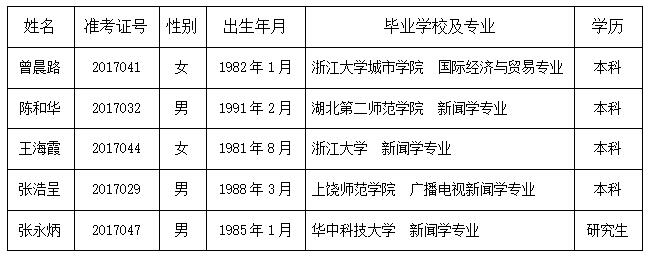 姓名 准考证号 性别 出生年月 毕业学校及专业 学历
曾晨路 2017041 女 1982年1月 浙江大学城市学院 国际经济与贸易专业 本科
陈和华 2017032 男 1991年2月 湖北第二师范学院 新闻学专业 本科
王海霞 2017044 女 1981年8月 浙江大学 新闻学专业 本科
张浩呈 2017029 男 1988年3月 上饶师范学院 广播电视新闻学专业 本科
张永炳 2017047 男 1985年1月 华中科技大学 新闻学专业 研究生